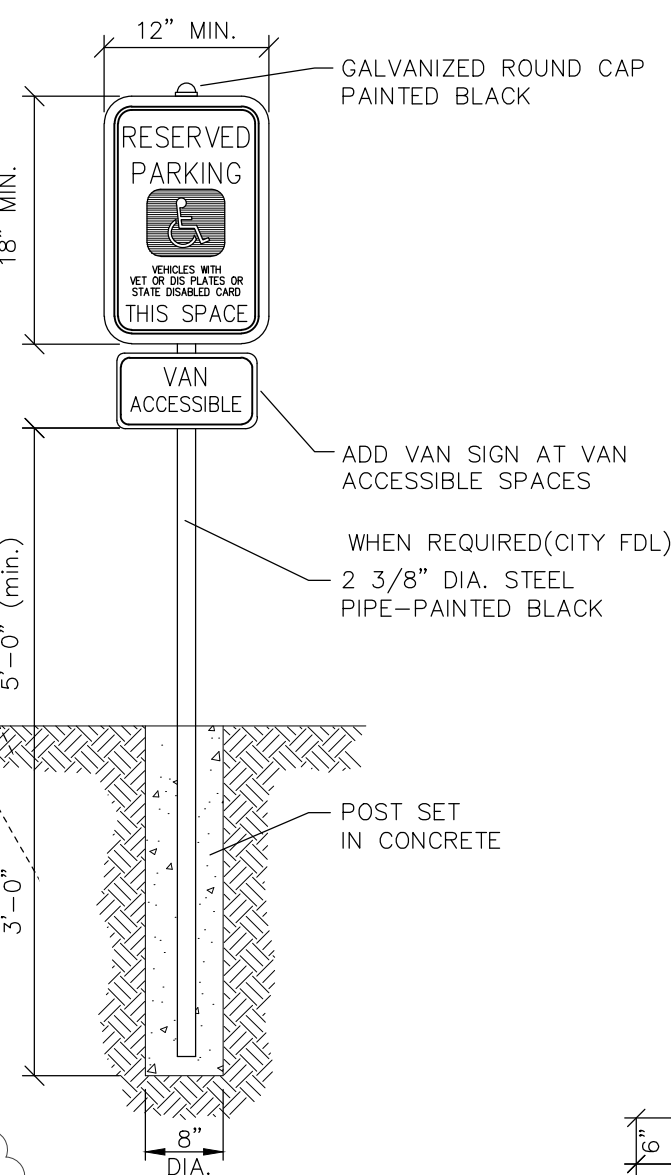 12" MIN.
GALVANIZED ROUND CAP
PAINTED BLACK
18" MIN.
RESERVED
PARKING
VEHICLES WITH
VET OR DIS PLATES OR
STATE DISABLED CARD
THIS SPACE
VAN
ACCESSIBLE
ADD VAN SIGN AT VAN
ACCESSIBLE SPACES
WHEN REQUIRED(CITY FDL)
2 3/8" DIA. STEEL
PIPE-PAINTED BLACK
5'-0" (min.)
POST SET
IN CONCRETE
3'-0"
8"
DIA.
6"